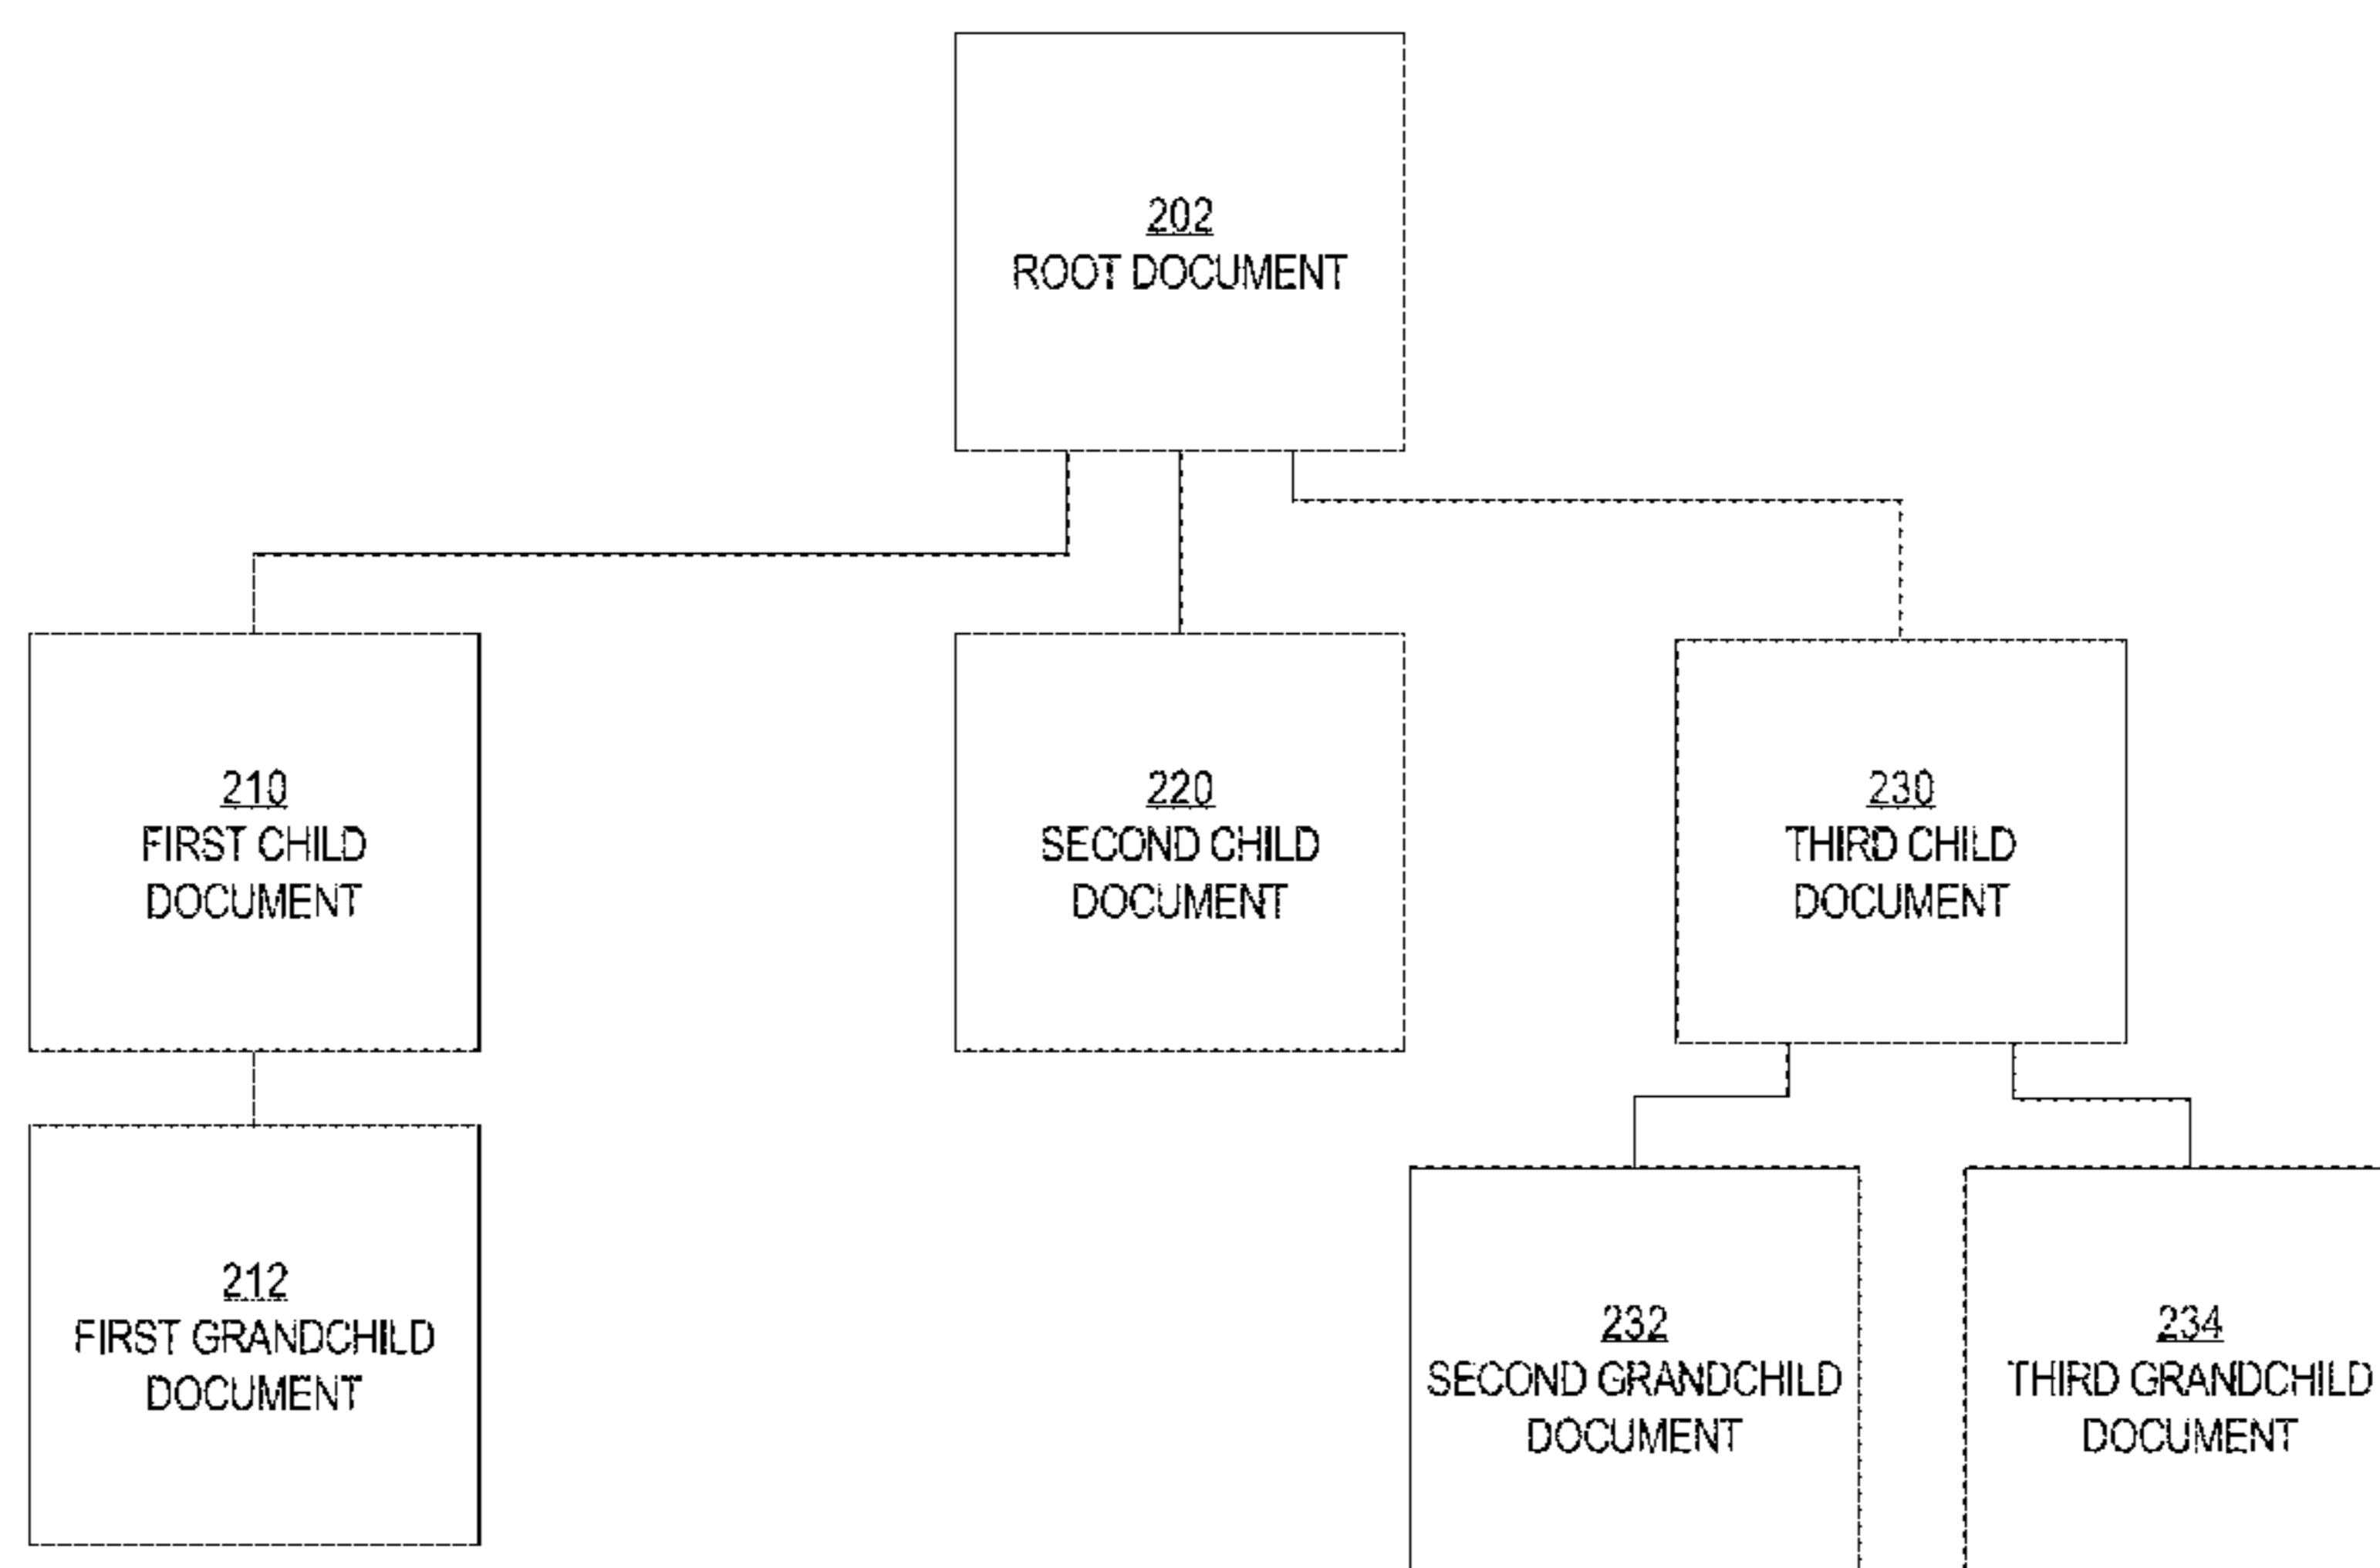 202
ROOT DOCUMENT
210
FIRST CHILD
DOCUMENT
220
SECOND CHILD
DOCUMENT
230
THIRD CHILD
DOCUMENT
212
FIRST GRANDCHILD
DOCUMENT
232
SECOND GRANDCHILD
DOCUMENT
234
THIRD GRANDCHILD
DOCUMENT